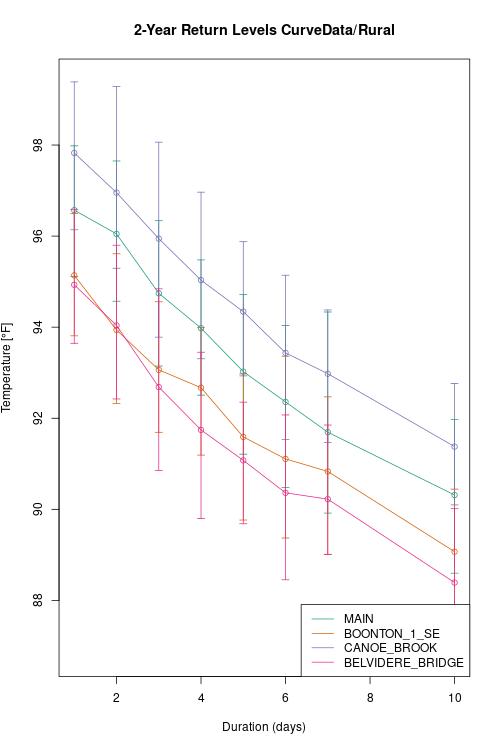 2-Year Return Levels CurveData/Rural
Temperature [°F]
98
96
94
92
90
88
MAIN
BOONTON_1_SE
CANOE_BROOK
BELVIDERE_BRIDGE
2
4
6
8
10
Duration (days)